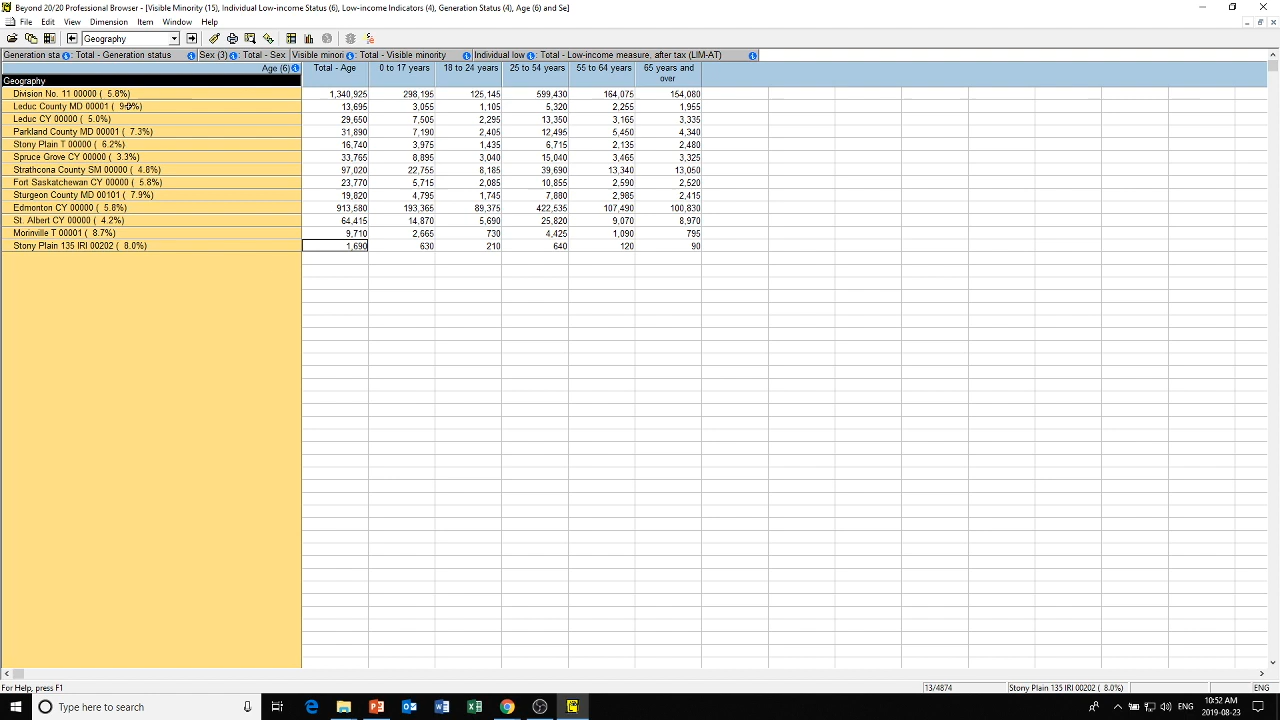 Beyond 20/20 Professional Browser - [Visible Minority (15), Individual Low-income Status (6), Low-income Indicators (4), Generation Status (4), Age (6) and Se]
File Edit View Dimension Item Window Help
Geography
Generation sta : Total - Generation status Sex (3) : Total - Sex Visible minori : Total - Visible minority Individual low : Total - Low-income measure, after tax (LIM-AT)
Age (6) Total - Age 0 to 17 years 18 to 24 years 25 to 54 years 55 to 64 years 65 years and over
Geography
Division No. 11 00000 ( 5.8%) 1,340,925 298,195 125,145 599,430 164,075 154,080
Leduc County MD 00001 ( %) 13,695 3,055 1,105 5,320 2,255 1,955
Leduc CY 00000 ( 5.0%) 29,650 7,505 2,295 13,350 3,165 3,335
Parkland County MD 00001 ( 7.3%) 31,890 7,190 2,405 12,495 5,450 4,340
Stony Plain T 00000 ( 6.2%) 16,740 3,975 1,435 6,715 2,135 2,480
Spruce Grove CY 00000 ( 3.3%) 33,765 8,895 3,040 15,040 3,465 3,325
Strathcona County SM 00000 ( 4.8%) 97,020 22,755 8,185 39,690 13,340 13,050
Fort Saskatchewan CY 00000 ( 5.8%) 23,770 5,715 2,085 10,855 2,590 2,520
Sturgeon County MD 00101 ( 7.9%) 19,820 4,795 1,745 7,880 2,985 2,415
Edmonton CY 00000 ( 5.8%) 913,580 193,366 89,375 422,535 107,490 100,830
St. Albert CY 00000 ( 4.2%) 64,415 14,870 5,690 25,820 9,070 8,970
Morinville T 00001 ( 8.7%) 9,710 2,665 730 4,425 1,090 795
Stony Plain 135 IRI 00202 ( 8.0%) 1,690 630 210 640 120 90
For Help, press F1 13/4874 Stony Plain 135 IRI 00202 ( 8.0%) ENG
Type here to search ENG
10:52 AM
2019-08-23